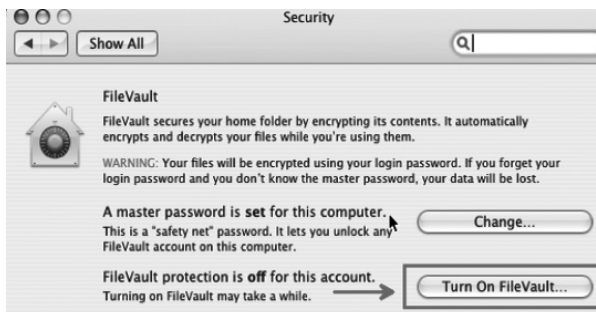 Security
Show All
FileVault
FileVault secures your home folder by encrypting its contents. It automatically
encrypts and decrypts your files while you're using them.
WARNING: Your files will be encrypted using your login password. If you forget your
login password and you don't know the master password, your data will be lost.
A master password is set for this computer.
This is a "safety net" password. It lets you unlock any
FileVault account on this computer.
Change...
FileVault protection is off for this account.
Turning on FileVault may take a while.
Turn On FileVault...